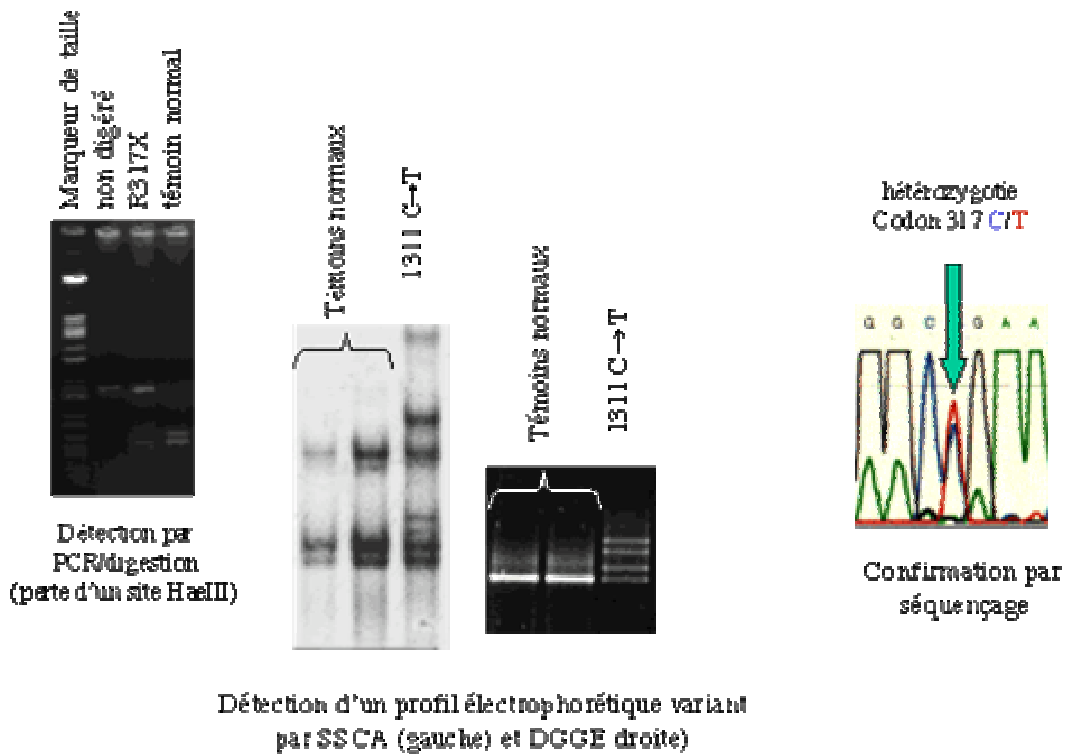 Marqueur de taille
non digéré
R317X
témoin normal
Détection par
PCR/digestion
(perte d'un site HaeIII)
Témoins normaux
1311 C→T
Témoins normaux
1311 C→T
Détection d'un profil électrophorétique variant
par SSCA (gauche) et DGGE droite)
hétérozygotie
Codon 317 C/T
G G C G A A
Confirmation par
séquençage